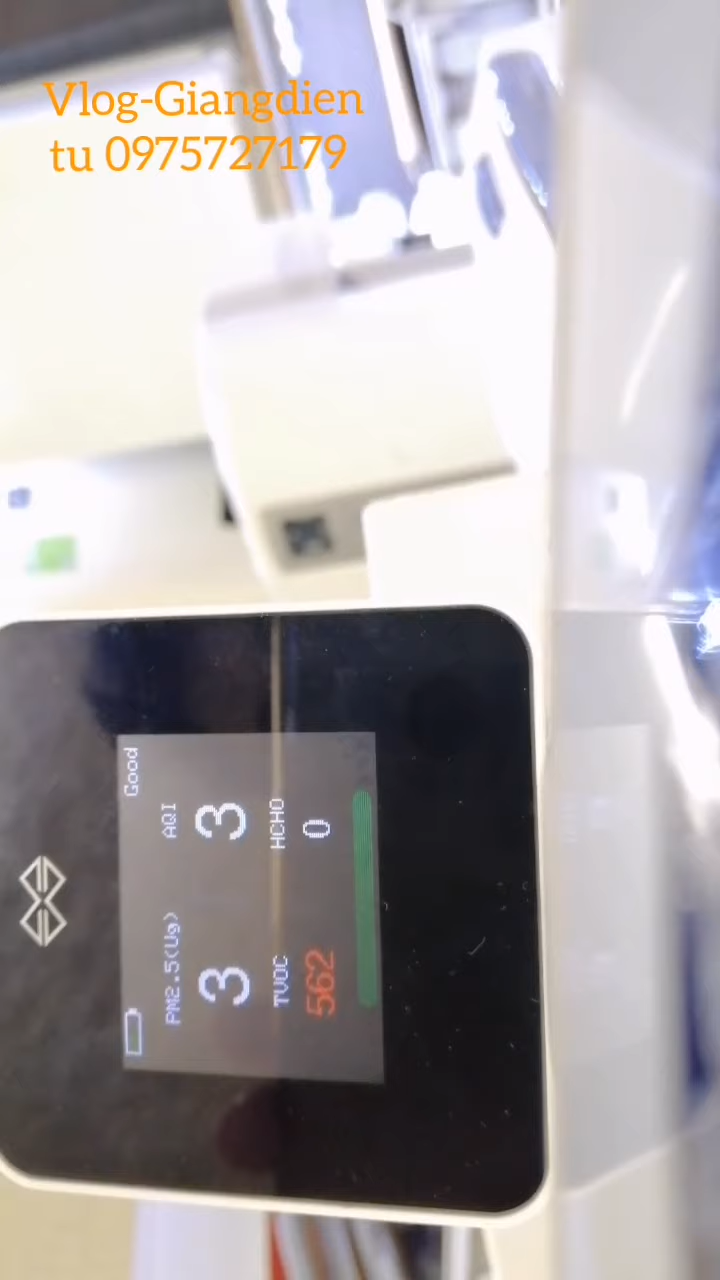 Vlog-Giangdien
tu 0975727179
Good
PM2.5(Ug) AQI
3 3
TVOC HCHO
562 0